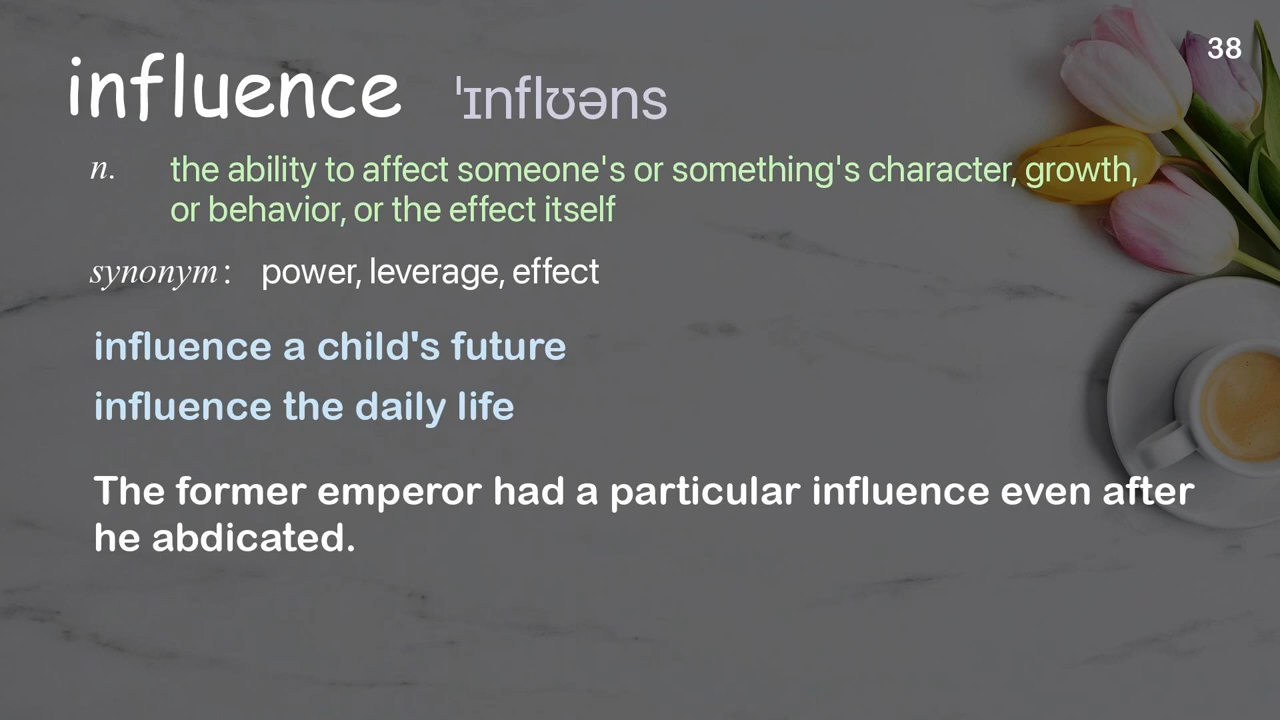 38
influence ˈɪnflʊəns
n. the ability to affect someone's or something's character, growth,
or behavior, or the effect itself
synonym: power, leverage, effect
influence a child's future
influence the daily life
The former emperor had a particular influence even after
he abdicated.